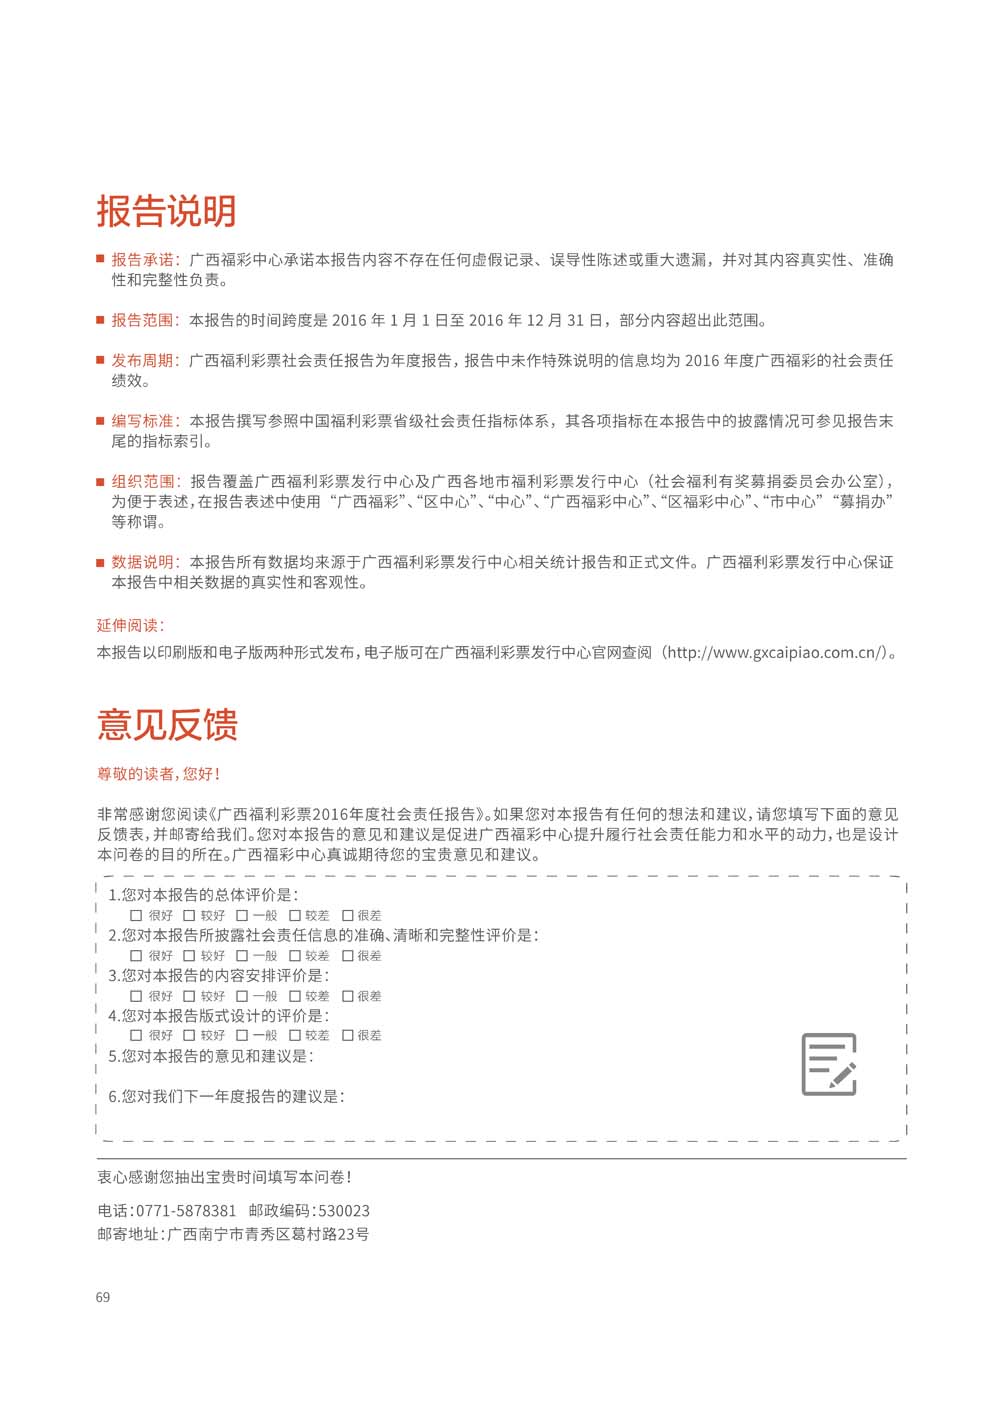 报告说明
■ 报告承诺：广西福彩中心承诺本报告内容不存在任何虚假记录、误导性陈述或重大遗漏，并对其内容真实性、准确
性和完整性负责。
■ 报告范围：本报告的时间跨度是 2016 年 1 月 1 日至 2016 年 12 月 31 日，部分内容超出此范围。
■ 发布周期：广西福利彩票社会责任报告为年度报告，报告中未作特殊说明的信息均为 2016 年度广西福彩的社会责任
绩效。
■ 编写标准：本报告撰写参照中国福利彩票省级社会责任指标体系，其各项指标在本报告中的披露情况可参见报告末
尾的指标索引。
■ 组织范围：报告覆盖广西福利彩票发行中心及广西各地市福利彩票发行中心（社会福利有奖募捐委员会办公室），
为便于表述，在报告表述中使用“广西福彩”、“区中心”、“中心”、“广西福彩中心”、“区福彩中心”、“市中心”“募捐办”
等称谓。
■ 数据说明：本报告所有数据均来源于广西福利彩票发行中心相关统计报告和正式文件。广西福利彩票发行中心保证
本报告中相关数据的真实性和客观性。
延伸阅读：
本报告以印刷版和电子版两种形式发布，电子版可在广西福利彩票发行中心官网查阅（http://www.gxcaipiao.com.cn/）。
意见反馈
尊敬的读者，您好！
非常感谢您阅读《广西福利彩票2016年度社会责任报告》。如果您对本报告有任何的想法和建议，请您填写下面的意见
反馈表，并邮寄给我们。您对本报告的意见和建议是促进广西福彩中心提升履行社会责任能力和水平的动力，也是设计
本问卷的目的所在。广西福彩中心真诚期待您的宝贵意见和建议。
1.您对本报告的总体评价是：
□ 很好 □ 较好 □ 一般 □ 较差 □ 很差
2.您对本报告所披露社会责任信息的准确、清晰和完整性评价是：
□ 很好 □ 较好 □ 一般 □ 较差 □ 很差
3.您对本报告的内容安排评价是：
□ 很好 □ 较好 □ 一般 □ 较差 □ 很差
4.您对本报告版式设计的评价是：
□ 很好 □ 较好 □ 一般 □ 较差 □ 很差
5.您对本报告的意见和建议是：
6.您对我们下一年度报告的建议是：
衷心感谢您抽出宝贵时间填写本问卷！
电话：0771-5878381 邮政编码：530023
邮寄地址：广西南宁市青秀区葛村路23号
69